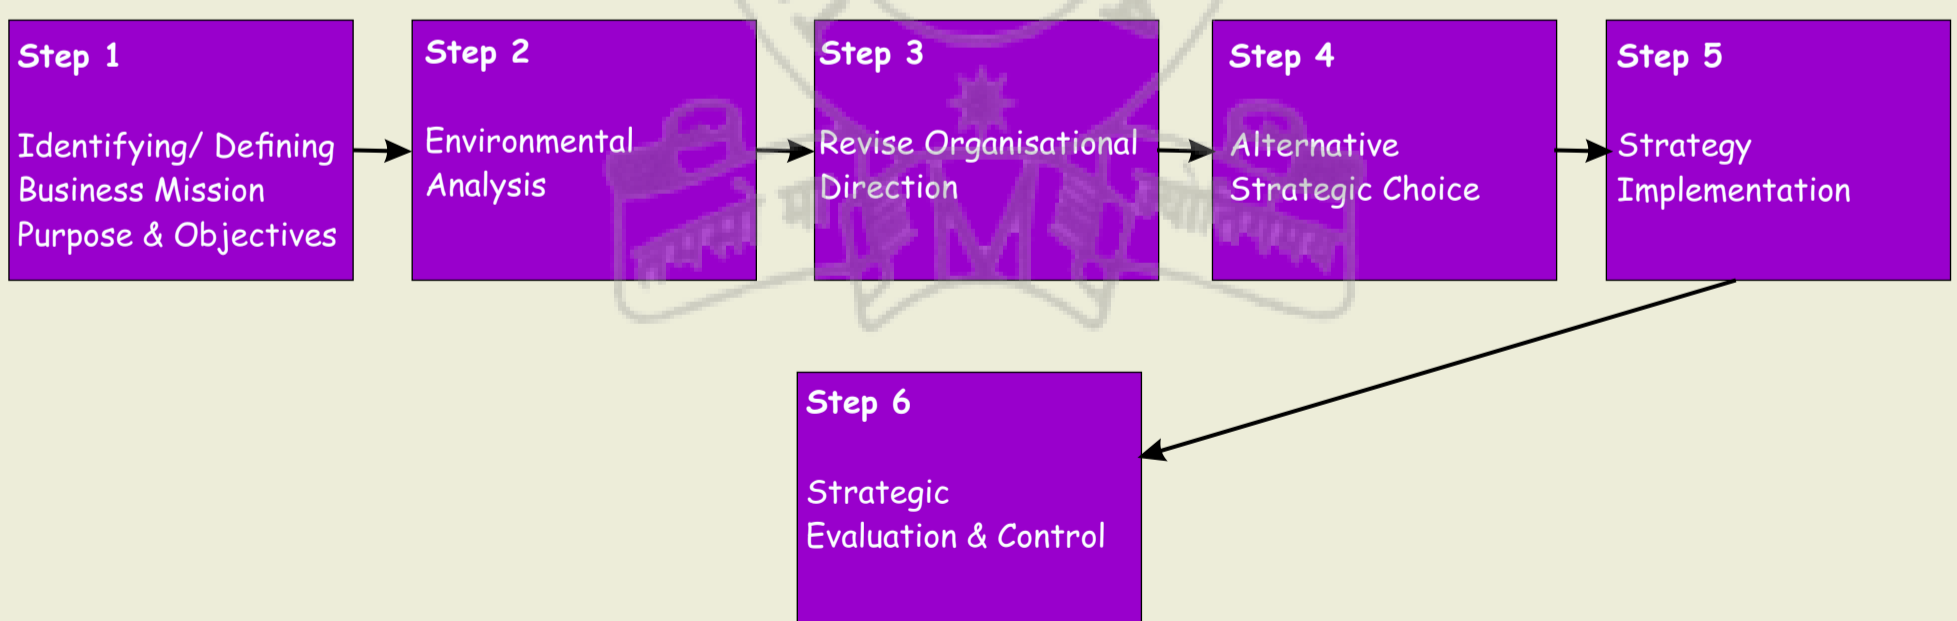 Step 1
Identifying/ Defining
Business Mission
Purpose & Objectives
Step 2
Environmental
Analysis
Step 3
Revise Organisational
Direction
Step 4
Alternative
Strategic Choice
Step 5
Strategy
Implementation
Step 6
Strategic
Evaluation & Control